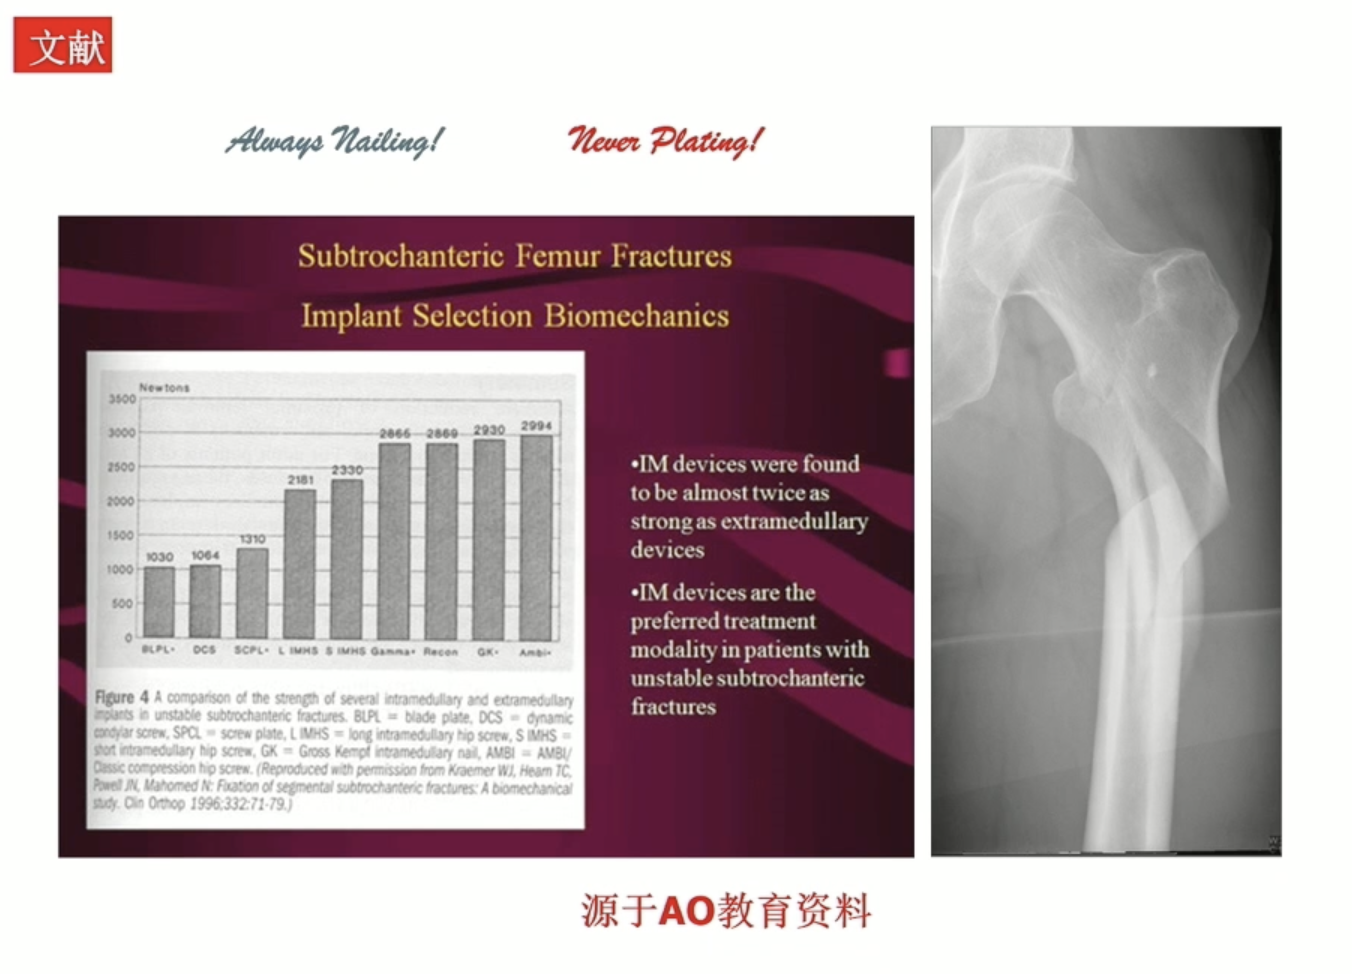 文献
Always Nailing!
Never Plating!
Subtrochanteric Femur Fractures
Implant Selection Biomechanics
Newtons
3500
3000
2500
2000
1500
1000
500
0
1030
1064
1310
2181
2330
2865
2869
2930
2994
BLPL•
DCS
SCPL•
L IMHS
S IMHS
Gamma•
Recon
GK•
Ambi•
Figure 4 A comparison of the strength of several intramedullary and extramedullary
implants in unstable subtrochanteric fractures. BLPL = blade plate, DCS = dynamic
condylar screw, SPCL = screw plate, L IMHS = long intramedullary hip screw, S IMHS =
short intramedullary hip screw, GK = Gross Kempf intramedullary nail, AMBI = AMBI/
Classic compression hip screw. (Reproduced with permission from Kraemer WJ, Hearn TC,
Powell JN, Mahomed N: Fixation of segmental subtrochanteric fractures: A biomechanical
study. Clin Orthop 1996;332:71-79.)
•IM devices were found
to be almost twice as
strong as extramedullary
devices
•IM devices are the
preferred treatment
modality in patients with
unstable subtrochanteric
fractures
源于AO教育资料